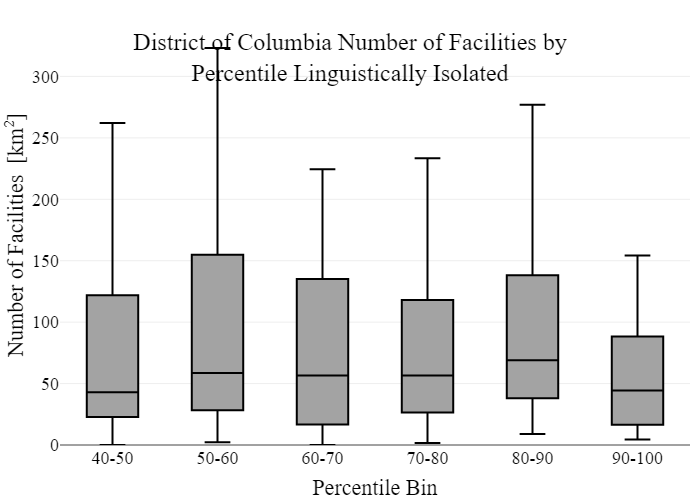 District of Columbia Number of Facilities by
Percentile Linguistically Isolated
Number of Facilities [km²]
300
250
200
150
100
50
0
40-50 50-60 60-70 70-80 80-90 90-100
Percentile Bin